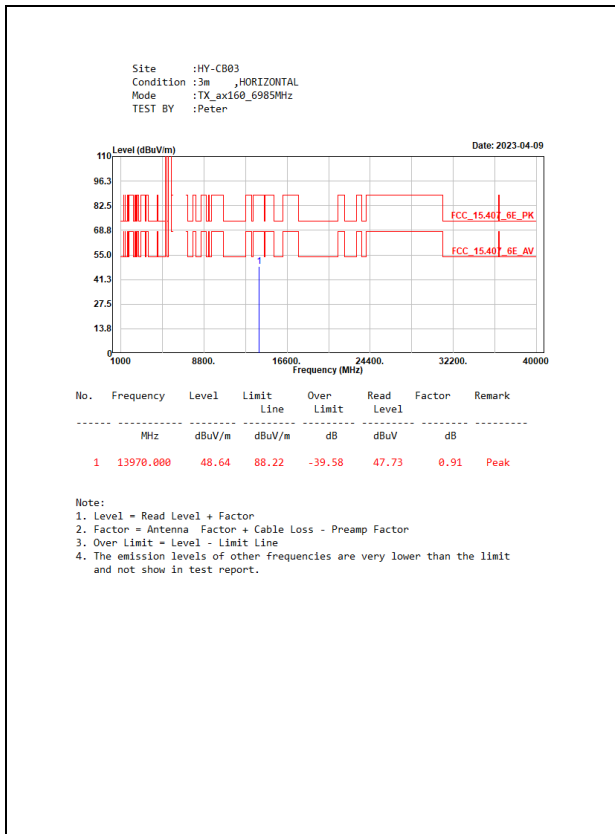 Site :HY-CB03
Condition :3m ,HORIZONTAL
Mode :TX_ax160_6985MHz
TEST BY :Peter
Level (dBuV/m)
Date: 2023-04-09
110
96.3
82.5
68.8
55.0
41.3
27.5
13.8
0
FCC_15.407_6E_PK
FCC_15.407_6E_AV
1
1000 8800. 16600. 24400. 32200. 40000
Frequency (MHz)
No. Frequency Level Limit Over Read Factor Remark
Line Limit Level
------ ----------- -------- --------- --------- -------- -------- ---------
MHz dBuV/m dBuV/m dB dBuV dB
1 13970.000 48.64 88.22 -39.58 47.73 0.91 Peak
Note:
1. Level = Read Level + Factor
2. Factor = Antenna Factor + Cable Loss - Preamp Factor
3. Over Limit = Level - Limit Line
4. The emission levels of other frequencies are very lower than the limit
and not show in test report.